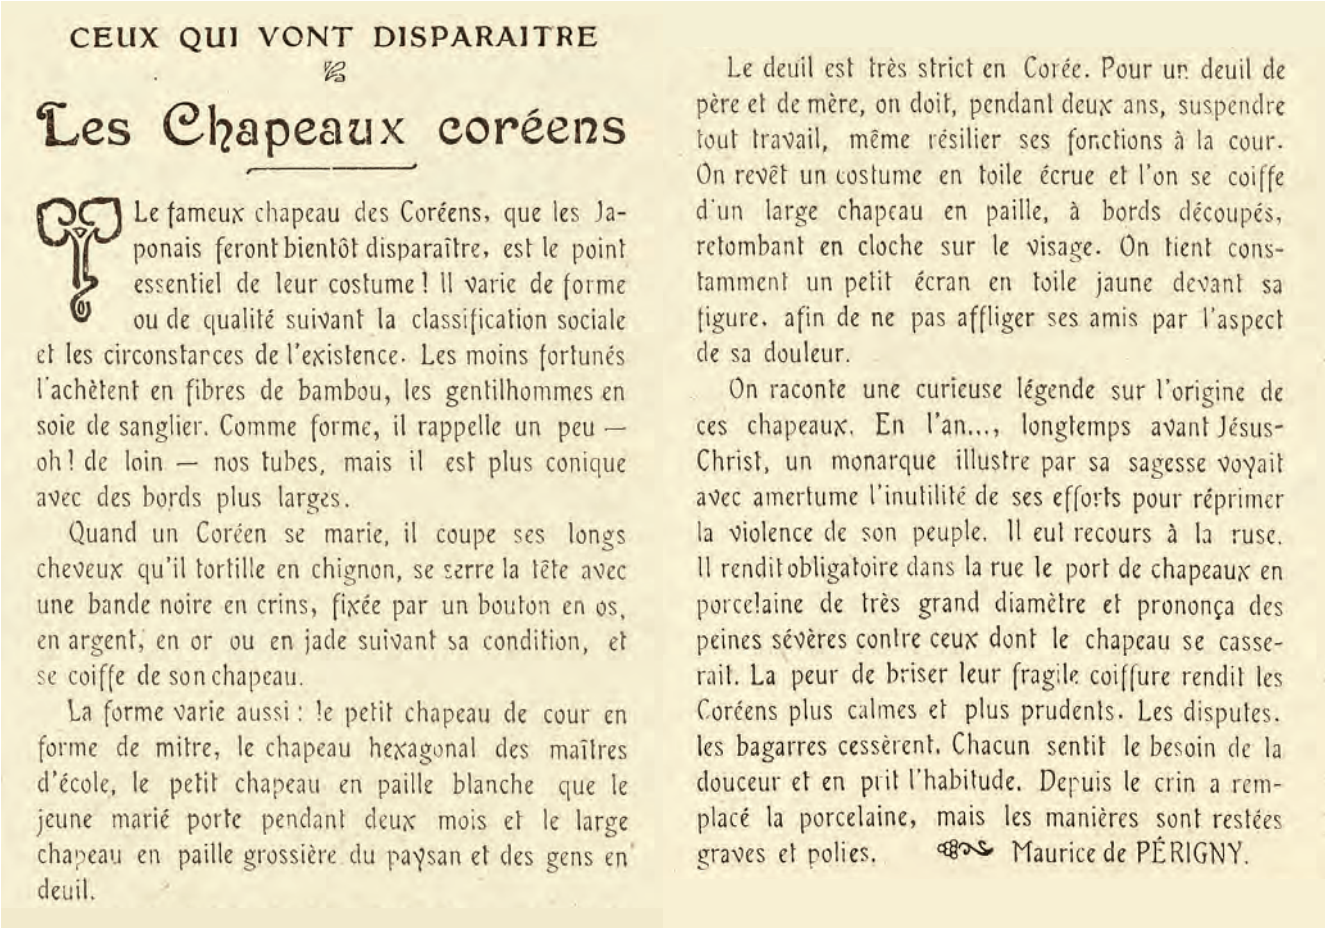 CEUX QUI VONT DISPARAITRE
Les Chapeaux coréens
Le fameux chapeau des Coréens, que les Ja-
ponais feront bientôt disparaître, est le point
essentiel de leur costume ! Il varie de forme
ou de qualité suivant la classification sociale
et les circonstances de l'existence. Les moins fortunés
l'achètent en fibres de bambou, les gentilhommes en
soie de sanglier. Comme forme, il rappelle un peu —
oh ! de loin — nos tubes, mais il est plus conique
avec des bords plus larges.
Quand un Coréen se marie, il coupe ses longs
cheveux qu'il tortille en chignon, se serre la tête avec
une bande noire en crins, fixée par un bouton en os,
en argent, en or ou en jade suivant sa condition, et
se coiffe de son chapeau.
La forme varie aussi : le petit chapeau de cour en
forme de mitre, le chapeau hexagonal des maîtres
d'école, le petit chapeau en paille blanche que le
jeune marié porte pendant deux mois et le large
chapeau en paille grossière du paysan et des gens en
deuil.
Le deuil est très strict en Corée. Pour un deuil de
père et de mère, on doit, pendant deux ans, suspendre
tout travail, même résilier ses fonctions à la cour.
On revêt un costume en toile écrue et l'on se coiffe
d'un large chapeau en paille, à bords découpés,
retombant en cloche sur le visage. On tient cons-
tamment un petit écran en toile jaune devant sa
figure, afin de ne pas affliger ses amis par l'aspect
de sa douleur.
On raconte une curieuse légende sur l'origine de
ces chapeaux. En l'an..., longtemps avant Jésus-
Christ, un monarque illustre par sa sagesse voyait
avec amertume l'inutilité de ses efforts pour réprimer
la violence de son peuple. Il eut recours à la ruse.
Il rendit obligatoire dans la rue le port de chapeaux en
porcelaine de très grand diamètre et prononça des
peines sévères contre ceux dont le chapeau se casse-
rait. La peur de briser leur fragile coiffure rendit les
Coréens plus calmes et plus prudents. Les disputes,
les bagarres cessèrent. Chacun sentit le besoin de la
douceur et en prit l'habitude. Depuis le crin a rem-
placé la porcelaine, mais les manières sont restées
graves et polies. Maurice de PÉRIGNY.